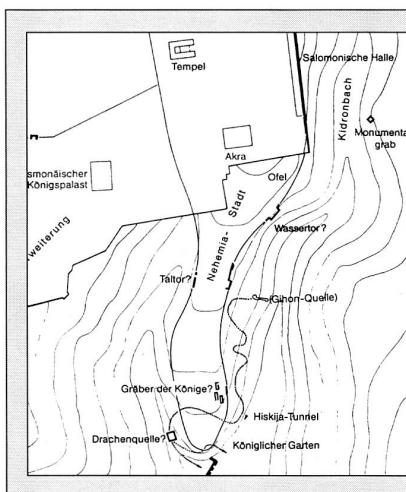 Tempel
Salomonische Halle
Kidronbach
Monumenta
grab
Akra
smonäischer
Königspalast
Ofel
weiterung
Nehemia-Stadt
Wassertor?
Taltor?
(Gihon-Quelle)
Gräber der Könige?
Hiskija-Tunnel
Drachenquelle?
Königlicher Garten